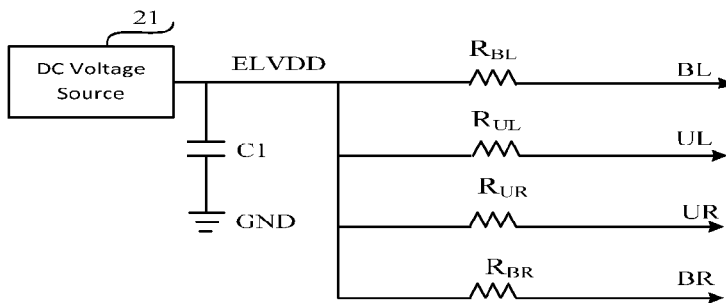 21
DC Voltage
Source
ELVDD
R_BL
BL
R_UL
UL
C1
R_UR
UR
GND
R_BR
BR